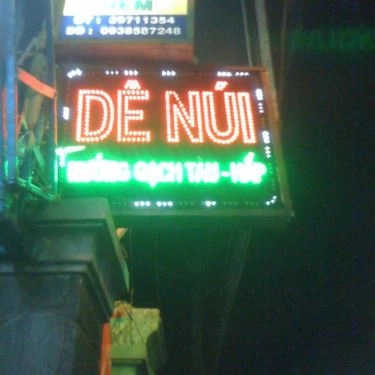 ĐT : 39711354
DĐ : 0938587248
DÊ NÚI
NƯỚNG GẠCH TÀU - HẤP